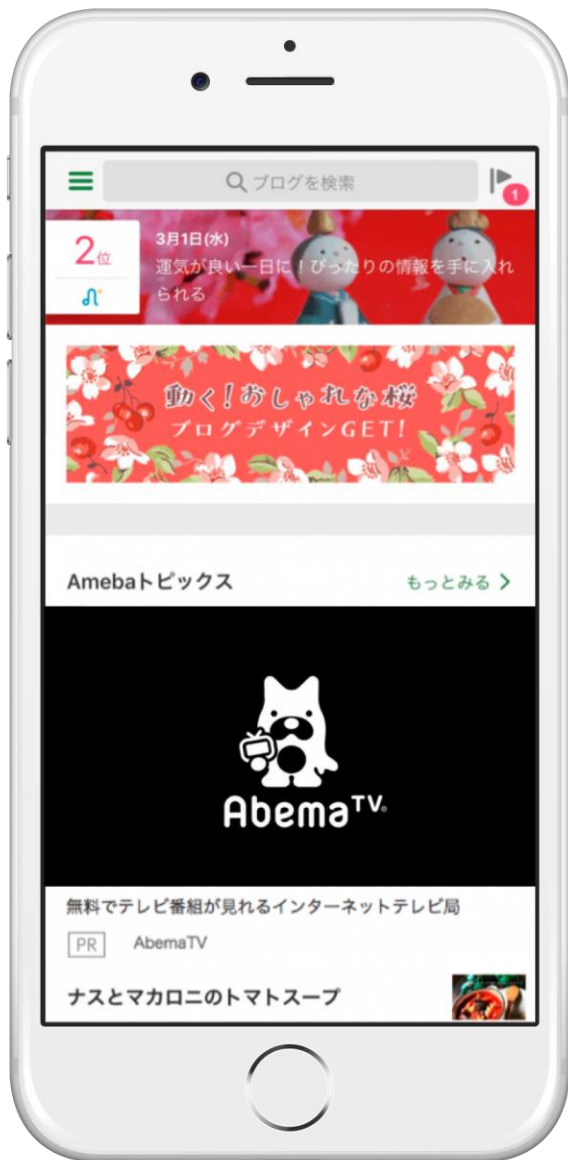 ブログを検索
1
2位
3月1日(水)
運気が良い一日に！ぴったりの情報を手に入れ
られる
動く!おしゃれな桜
ブログデザインGET!
Amebaトピックス
もっとみる
AbemaTV
無料でテレビ番組が見れるインターネットテレビ局
PR AbemaTV
ナスとマカロニのトマトスープ